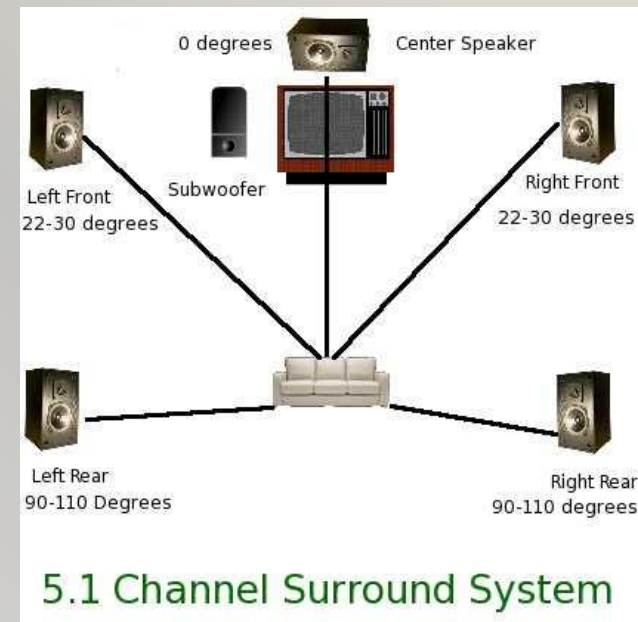 0 degrees
Center Speaker
Left Front
22-30 degrees
Subwoofer
Right Front
22-30 degrees
Left Rear
90-110 Degrees
Right Rear
90-110 degrees
5.1 Channel Surround System